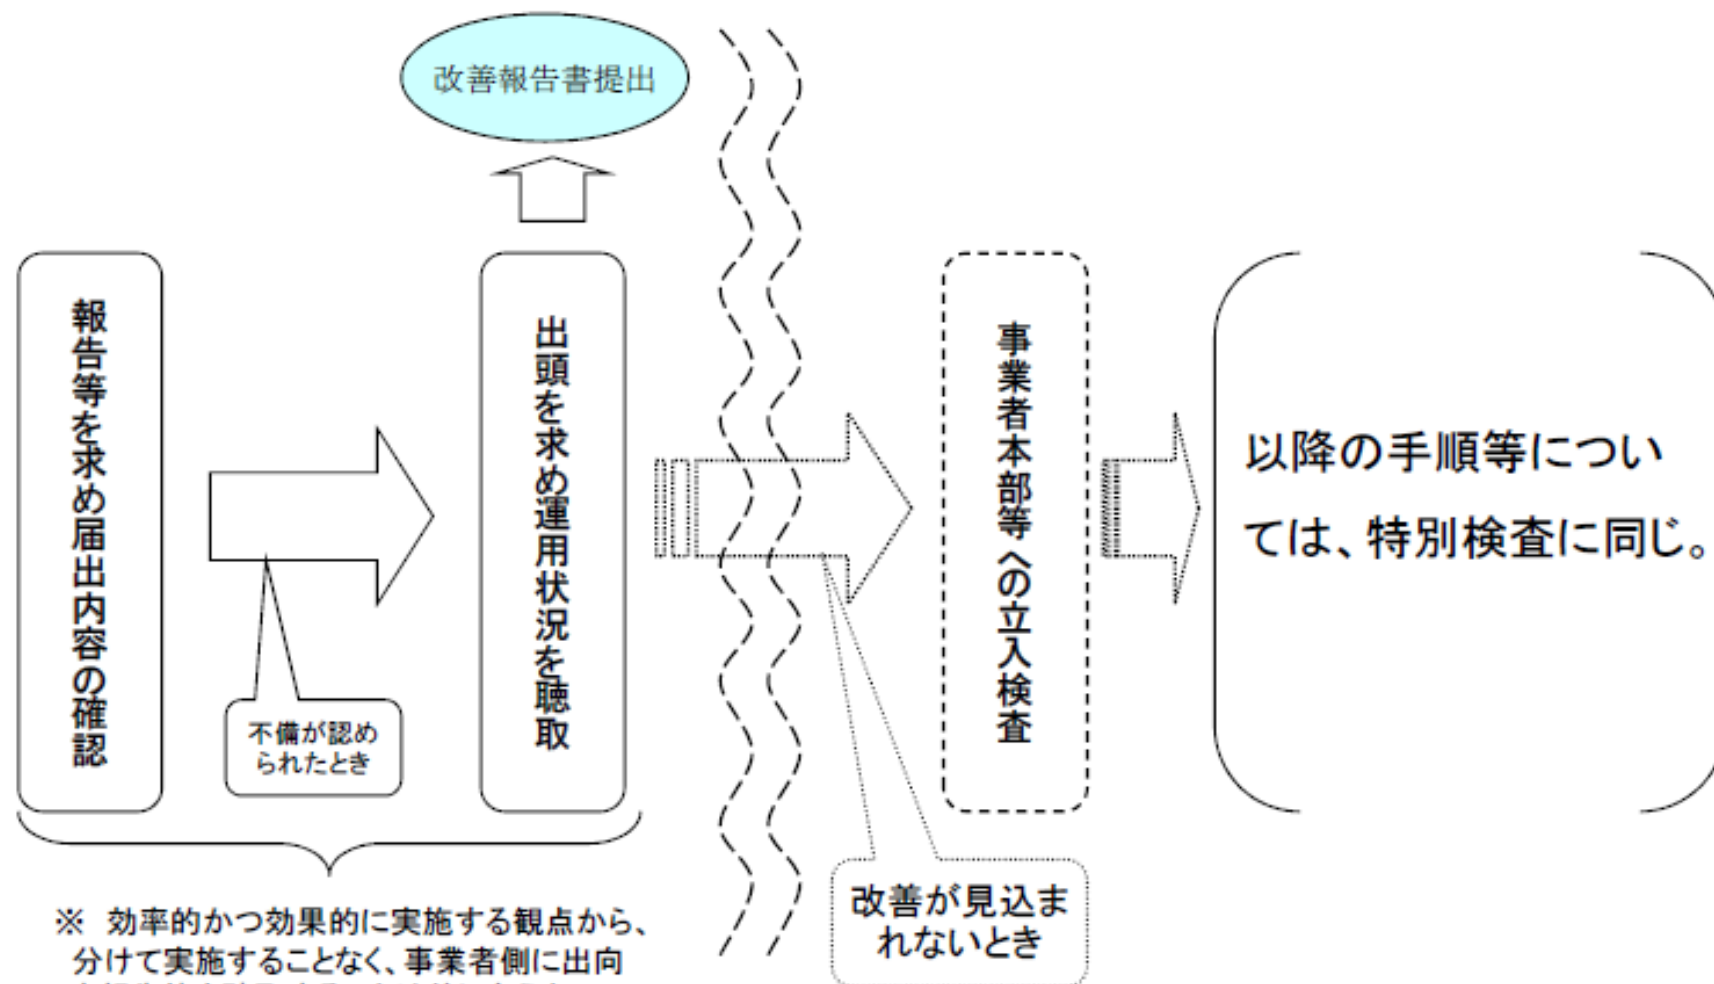 改善報告書提出
報告等を求め届出内容の確認
不備が認め
られたとき
出頭を求め運用状況を聴取
事業者本部等への立入検査
改善が見込ま
れないとき
以降の手順等につい
ては、特別検査に同じ。
※ 効率的かつ効果的に実施する観点から、
分けて実施することなく、事業者側に出向